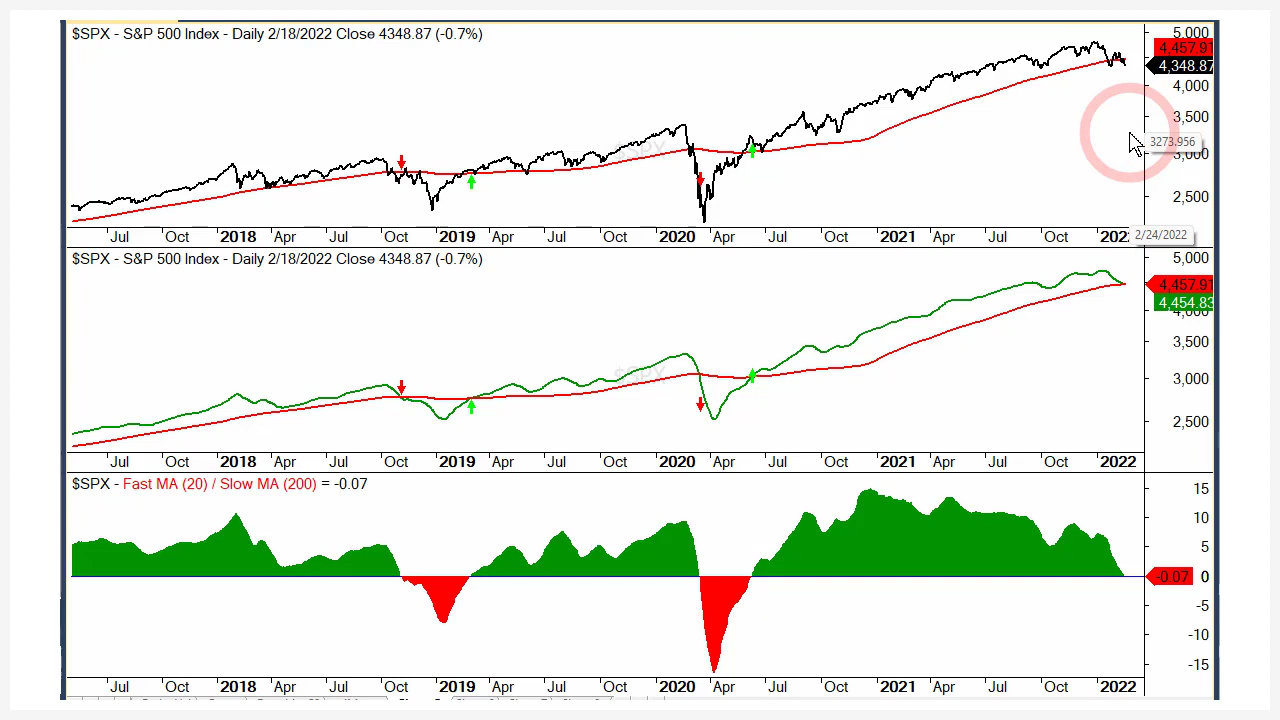 $SPX - S&P 500 Index - Daily 2/18/2022 Close 4348.87 (-0.7%)
5,000
4,457.91
4,348.87
4,000
3,500
3273.956
3,000
2,500
$SPX
Jul Oct 2018 Apr Jul Oct 2019 Apr Jul Oct 2020 Apr Jul Oct 2021 Apr Jul Oct 2022
2/24/2022
$SPX - S&P 500 Index - Daily 2/18/2022 Close 4348.87 (-0.7%)
5,000
4,457.91
4,454.83
4,000
3,500
3,000
2,500
$SPX
Jul Oct 2018 Apr Jul Oct 2019 Apr Jul Oct 2020 Apr Jul Oct 2021 Apr Jul Oct 2022
$SPX - Fast MA (20) / Slow MA (200) = -0.07
15
10
5
-0.07 0
-5
-10
-15
Jul Oct 2018 Apr Jul Oct 2019 Apr Jul Oct 2020 Apr Jul Oct 2021 Apr Jul Oct 2022